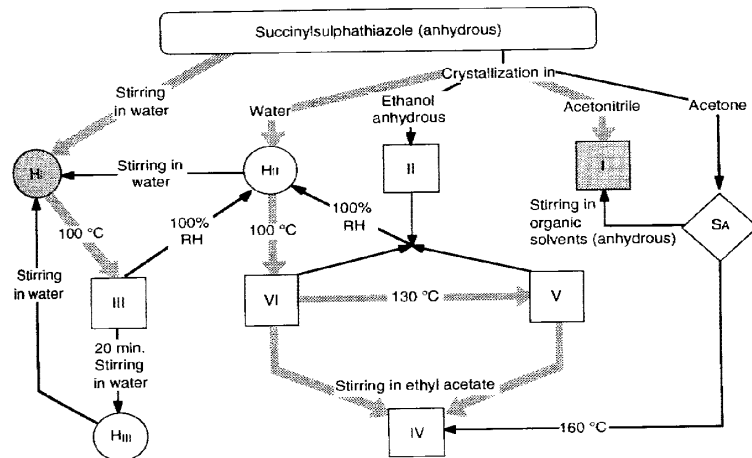 Succinylsulphathiazole (anhydrous)
Stirring
in water
Crystallization in
Water
Ethanol
anhydrous
Acetonitrile
Acetone
HI
Stirring in
water
HII
II
I
100 °C
100%
RH
100 °C
100%
RH
Stirring in
organic
solvents (anhydrous)
SA
Stirring
in water
III
VI
130 °C
V
20 min.
Stirring
in water
Stirring in ethyl acetate
HIII
IV
160 °C